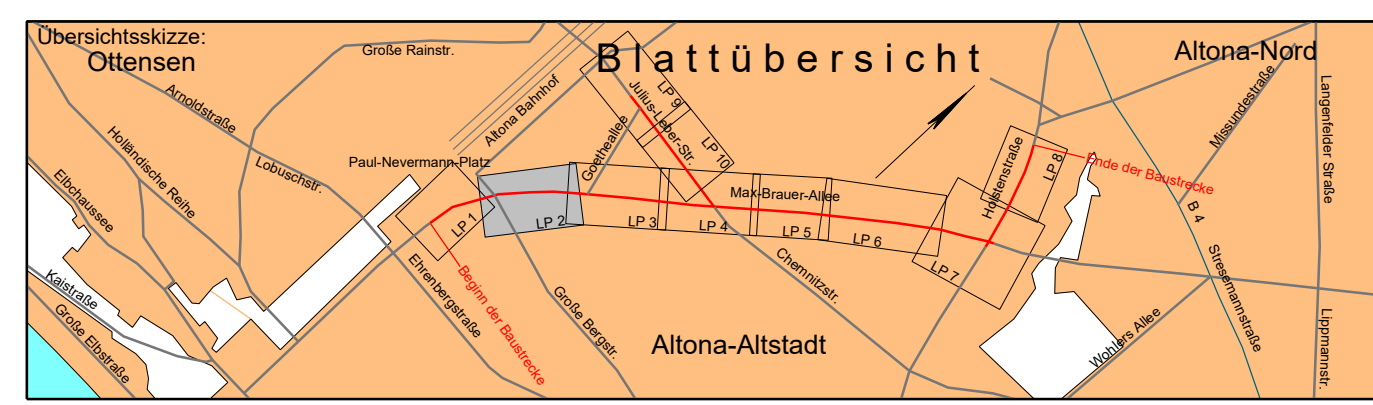 Übersichtsskizze:
Ottensen
Große Rainstr.
Blattübersicht
Altona-Nord
Arnoldstraße
Altona Bahnhof
LP 9
Julius-Leber-Str.
LP 10
Missundestraße
Langenfelder Straße
Holländische Reihe
Lobuschstr.
Paul-Nevermann-Platz
Goetheallee
Holstenstraße
LP 8
Ende der Baustrecke
Elbchaussee
Max-Brauer-Allee
B 4
LP 1
LP 2
LP 3
LP 4
LP 5
LP 6
LP 7
Kaistraße
Große Elbstraße
Ehrenbergstraße
Beginn der Baustrecke
Große Bergstr.
Chemnitzstr.
Stresemannstraße
Altona-Altstadt
Wohlers Allee
Lippmannstr.